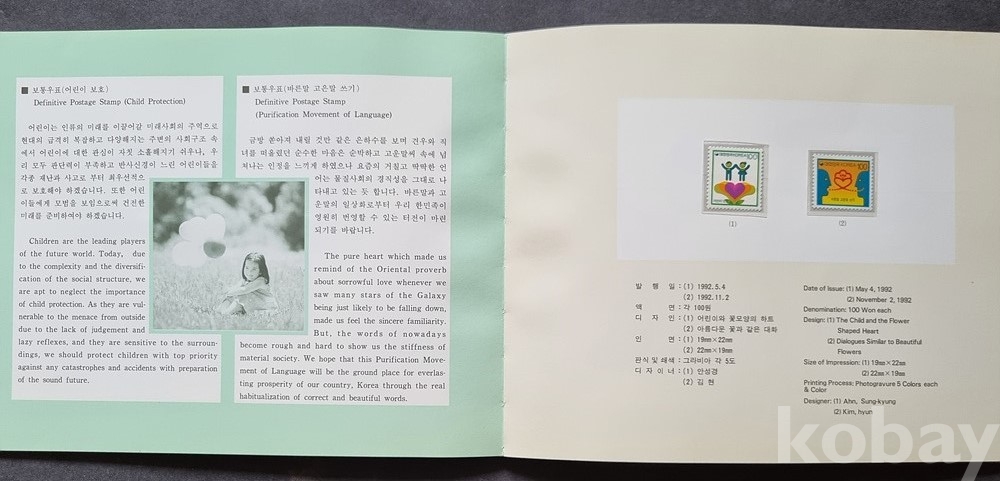 ■ 보통우표(어린이 보호)
Definitive Postage Stamp (Child Protection)
어린이는 인류의 미래를 이끌어갈 미래사회의 주역으로
현대의 급격히 복잡하고 다양해지는 주변의 사회구조 속
에서 어린이에 대한 관심이 자칫 소홀해지기 쉬우나, 우
리 모두 판단력이 부족하고 반사신경이 느린 어린이들을
각종 재난과 사고로 부터 최우선적으
로 보호해야 하겠습니다. 또한 어린
이들에게 모범을 보임으로써 건전한
미래를 준비하여야 하겠습니다.
Children are the leading players
of the future world. Today, due
to the complexity and the diversifi-
cation of the social structure, we
are apt to neglect the importance
of child protection. As they are vul-
nerable to the menace from outside
due to the lack of judgement and
lazy reflexes, and they are sensitive to the surroun-
dings, we should protect children with top priority
against any catastrophes and accidents with preparation
of the sound future.
■ 보통우표(바른말 고운말 쓰기)
Definitive Postage Stamp
(Purification Movement of Language)
금방 쏟아져 내릴 것만 같은 은하수를 보며 견우와 직
녀를 떠올렸던 순수한 마음은 순박하고 고운말씨 속에 넘
쳐나는 인정을 느끼게 하였으나 요즘의 거칠고 딱딱한 언
어는 물질사회의 경직성을 그대로 나
타내고 있는 듯 합니다. 바른말과 고
운말의 일상화로부터 우리 한민족이
영원히 번영할 수 있는 터전이 마련
되기를 바랍니다.
The pure heart which made us
remind of the Oriental proverb
about sorrowful love whenever we
saw many stars of the Galaxy
being just likely to be falling down,
made us feel the sincere familiarity.
But, the words of nowadays
become rough and hard to show us the stiffness of
material society. We hope that this Purification Move-
ment of Language will be the ground place for everlas-
ting prosperity of our country, Korea through the real
habitualization of correct and beautiful words.
대한민국 KOREA 100
대한민국 KOREA 100
(1)
(2)
발 행 일 : (1) 1992.5.4
(2) 1992.11.2
액 면 : 각 100원
디 자 인 : (1) 어린이와 꽃모양의 하트
(2) 아름다운 꽃과 같은 대화
인 면 : (1) 19㎜×22㎜
(2) 22㎜×19㎜
판식 및 쇄색 : 그라비아 각 5도
디 자 이 너 : (1) 안성경
(2) 김 현
Date of Issue: (1) May 4, 1992
(2) November 2, 1992
Denomination: 100 Won each
Design: (1) The Child and the Flower
Shaped Heart
(2) Dialogues Similar to Beautiful
Flowers
Size of Impression: (1) 19㎜×22㎜
(2) 22㎜×19㎜
Printing Process: Photogravure 5 Colors each
& Color
Designer: (1) Ahn, Sung-kyung
(2) Kim, hyun
kobay